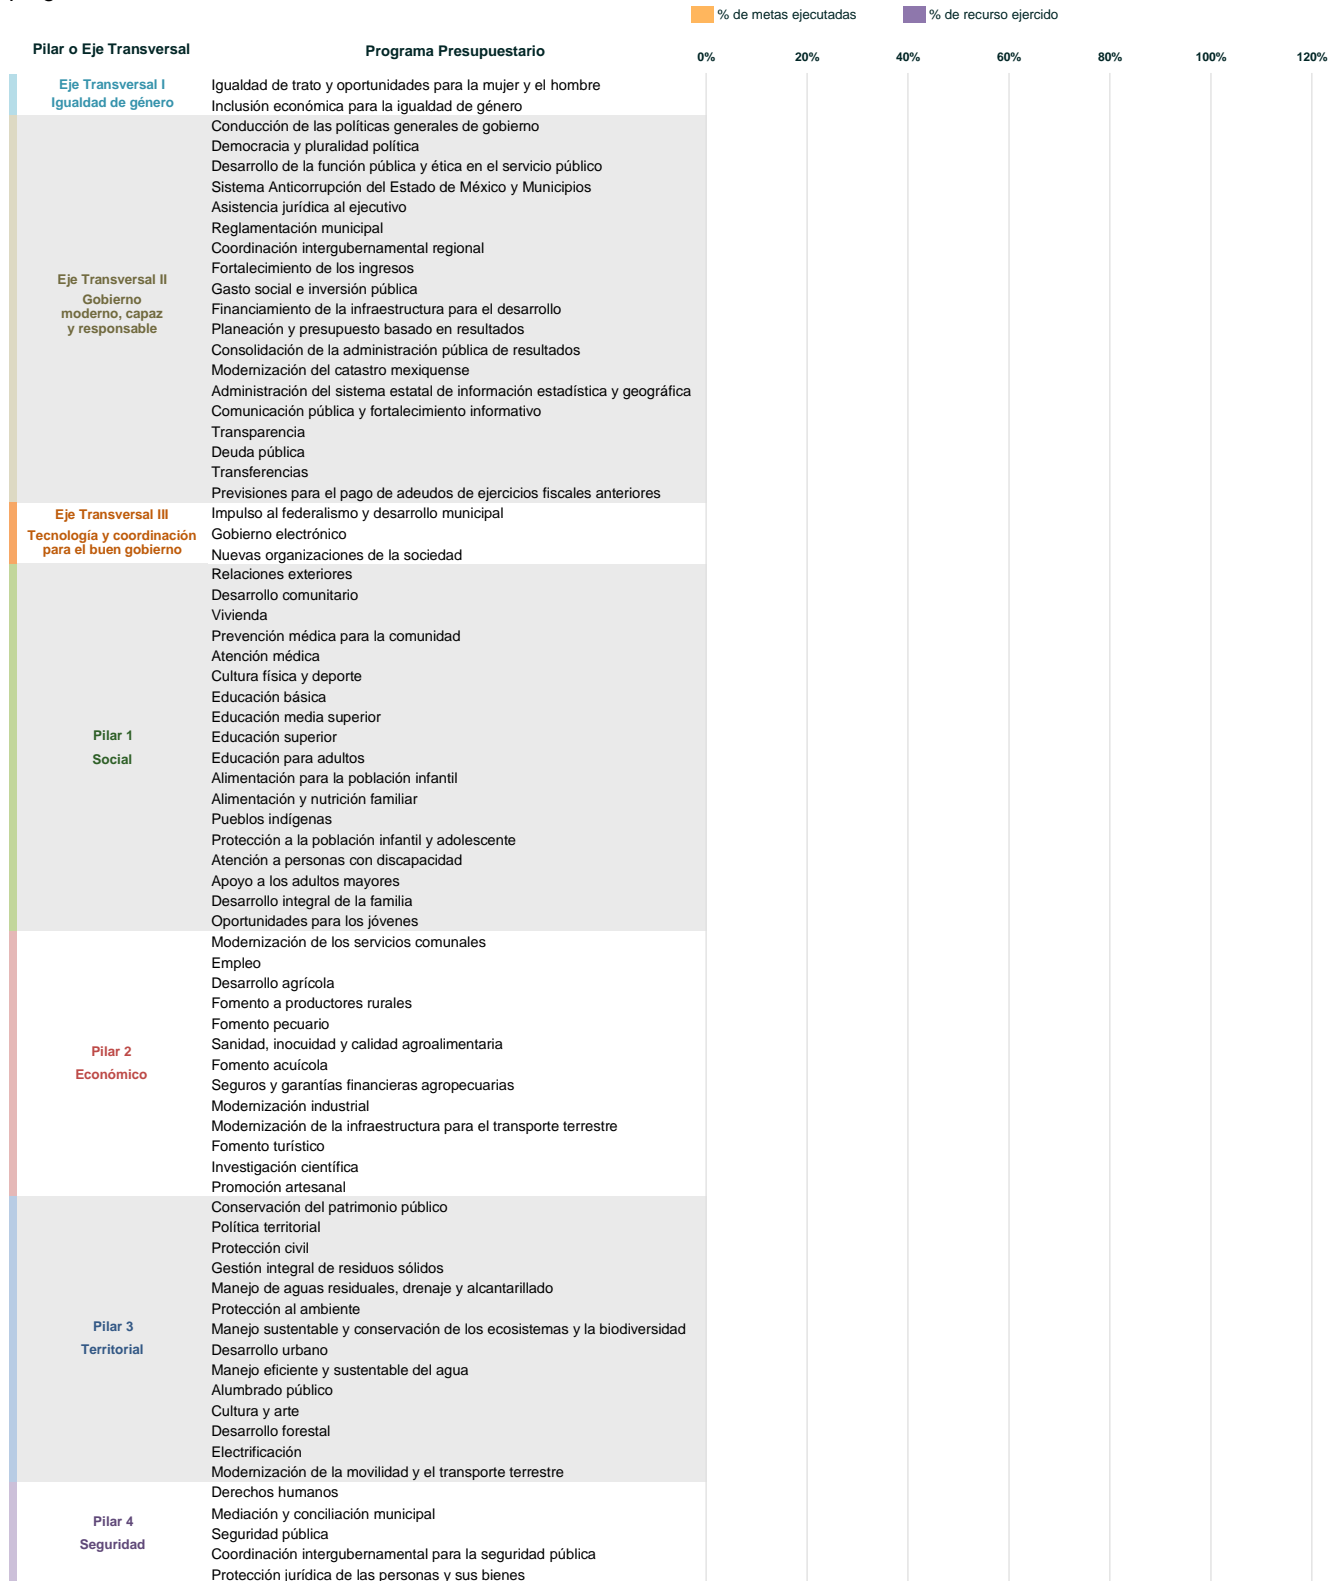 % de metas ejecutadas % de recurso ejercido
Pilar o Eje Transversal Programa Presupuestario 0% 20% 40% 60% 80% 100% 120%
Eje Transversal I
Igualdad de género
Igualdad de trato y oportunidades para la mujer y el hombre
Inclusión económica para la igualdad de género
Eje Transversal II
Gobierno
moderno, capaz
y responsable
Conducción de las políticas generales de gobierno
Democracia y pluralidad política
Desarrollo de la función pública y ética en el servicio público
Sistema Anticorrupción del Estado de México y Municipios
Asistencia jurídica al ejecutivo
Reglamentación municipal
Coordinación intergubernamental regional
Fortalecimiento de los ingresos
Gasto social e inversión pública
Financiamiento de la infraestructura para el desarrollo
Planeación y presupuesto basado en resultados
Consolidación de la administración pública de resultados
Modernización del catastro mexiquense
Administración del sistema estatal de información estadística y geográfica
Comunicación pública y fortalecimiento informativo
Transparencia
Deuda pública
Transferencias
Previsiones para el pago de adeudos de ejercicios fiscales anteriores
Eje Transversal III
Tecnología y coordinación
para el buen gobierno
Impulso al federalismo y desarrollo municipal
Gobierno electrónico
Nuevas organizaciones de la sociedad
Pilar 1
Social
Relaciones exteriores
Desarrollo comunitario
Vivienda
Prevención médica para la comunidad
Atención médica
Cultura física y deporte
Educación básica
Educación media superior
Educación superior
Educación para adultos
Alimentación para la población infantil
Alimentación y nutrición familiar
Pueblos indígenas
Protección a la población infantil y adolescente
Atención a personas con discapacidad
Apoyo a los adultos mayores
Desarrollo integral de la familia
Oportunidades para los jóvenes
Pilar 2
Económico
Modernización de los servicios comunales
Empleo
Desarrollo agrícola
Fomento a productores rurales
Fomento pecuario
Sanidad, inocuidad y calidad agroalimentaria
Fomento acuícola
Seguros y garantías financieras agropecuarias
Modernización industrial
Modernización de la infraestructura para el transporte terrestre
Fomento turístico
Investigación científica
Promoción artesanal
Pilar 3
Territorial
Conservación del patrimonio público
Política territorial
Protección civil
Gestión integral de residuos sólidos
Manejo de aguas residuales, drenaje y alcantarillado
Protección al ambiente
Manejo sustentable y conservación de los ecosistemas y la biodiversidad
Desarrollo urbano
Manejo eficiente y sustentable del agua
Alumbrado público
Cultura y arte
Desarrollo forestal
Electrificación
Modernización de la movilidad y el transporte terrestre
Pilar 4
Seguridad
Derechos humanos
Mediación y conciliación municipal
Seguridad pública
Coordinación intergubernamental para la seguridad pública
Protección jurídica de las personas y sus bienes